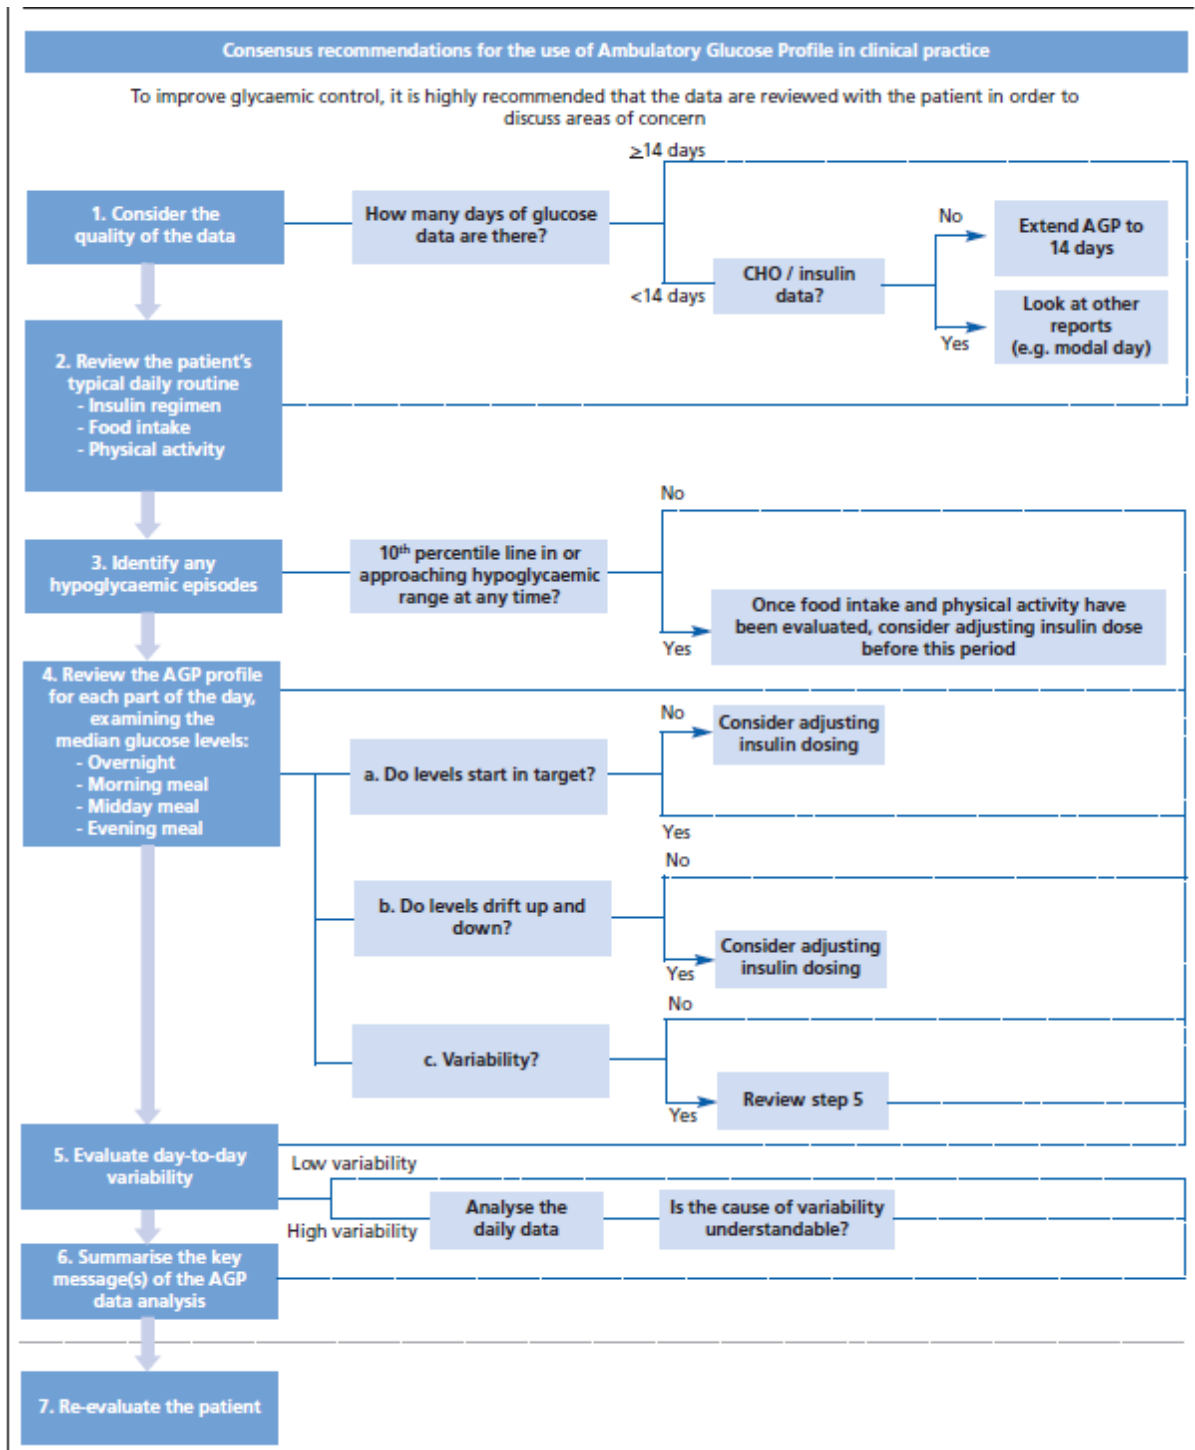 Consensus recommendations for the use of Ambulatory Glucose Profile in clinical practice
To improve glycaemic control, it is highly recommended that the data are reviewed with the patient in order to
discuss areas of concern
≥14 days
1. Consider the
quality of the data
How many days of glucose
data are there?
<14 days
CHO / insulin
data?
No
Extend AGP to
14 days
Yes
Look at other
reports
(e.g. modal day)
2. Review the patient's
typical daily routine
- Insulin regimen
- Food intake
- Physical activity
3. Identify any
hypoglycaemic episodes
10th percentile line in or
approaching hypoglycaemic
range at any time?
No
Yes
Once food intake and physical activity have
been evaluated, consider adjusting insulin dose
before this period
4. Review the AGP profile
for each part of the day,
examining the
median glucose levels:
- Overnight
- Morning meal
- Midday meal
- Evening meal
a. Do levels start in target?
No
Consider adjusting
insulin dosing
Yes
b. Do levels drift up and
down?
No
Yes
Consider adjusting
insulin dosing
c. Variability?
No
Yes
Review step 5
5. Evaluate day-to-day
variability
Low variability
High variability
Analyse the
daily data
Is the cause of variability
understandable?
6. Summarise the key
message(s) of the AGP
data analysis
7. Re-evaluate the patient